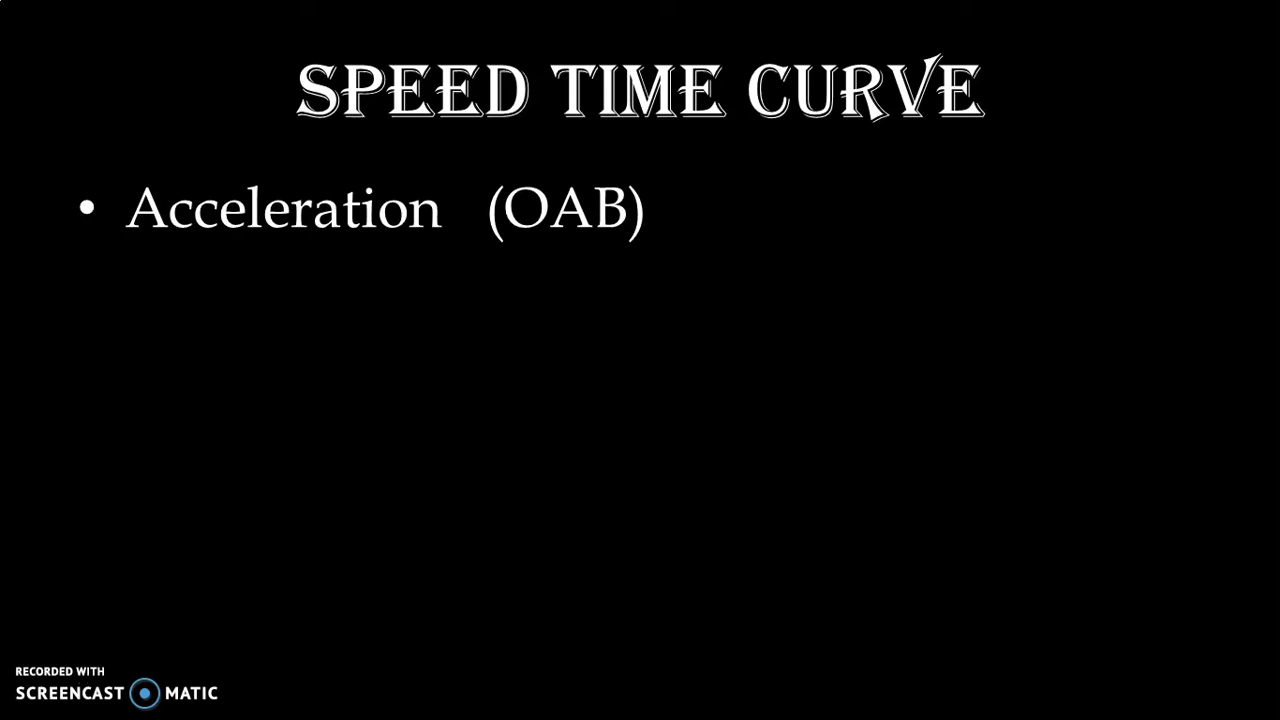 SPEED TIME CURVE
• Acceleration (OAB)
RECORDED WITH
SCREENCAST MATIC